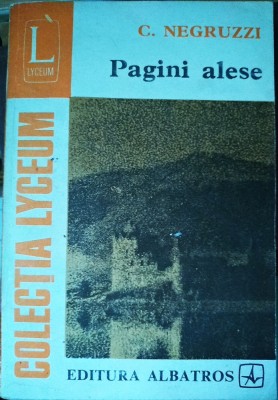 L
LYCEUM
C. NEGRUZZI
Pagini alese
COLECȚIA LYCEUM
EDITURA ALBATROS